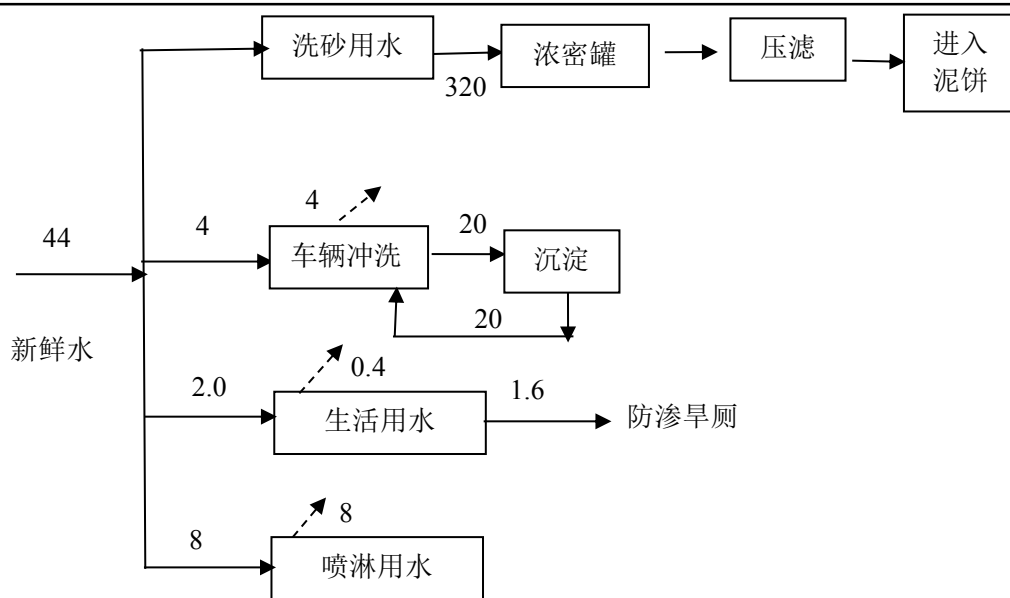 洗砂用水
320
浓密罐
压滤
进入
泥饼
44
新鲜水
4
4
车辆冲洗
20
沉淀
20
2.0
0.4
生活用水
1.6
防渗旱厕
8
8
喷淋用水